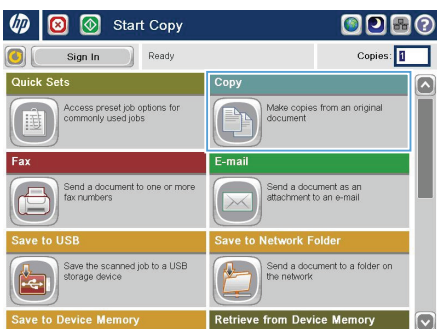 hp
Start Copy
?
Sign In
Ready
Copies: 1
Quick Sets
Access preset job options for
commonly used jobs
Copy
Make copies from an original
document
Fax
Send a document to one or more
fax numbers
E-mail
Send a document as an
attachment to an e-mail
Save to USB
Save the scanned job to a USB
storage device
Save to Network Folder
Send a document to a folder on
the network
Save to Device Memory
Retrieve from Device Memory